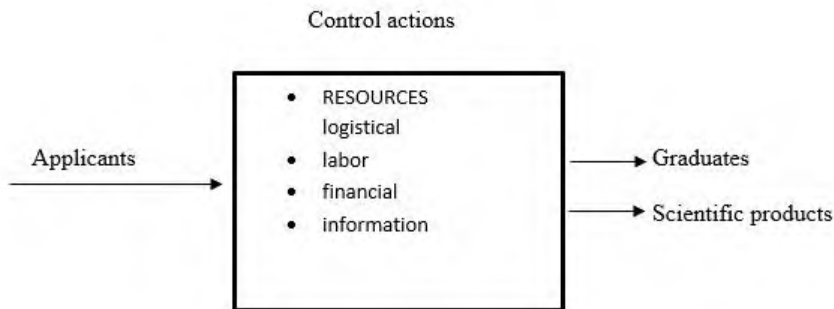 Control actions
• RESOURCES
logistical
Applicants
• labor
• financial
• information
Graduates
Scientific products